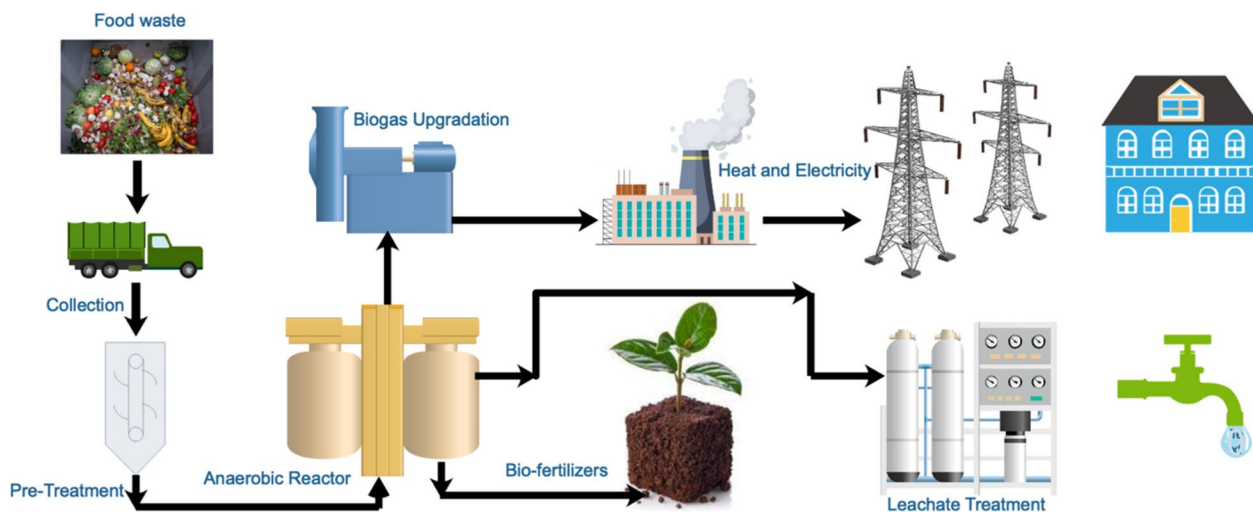 Food waste
Biogas Upgradation
Heat and Electricity
Collection
Pre-Treatment
Anaerobic Reactor
Bio-fertilizers
Leachate Treatment